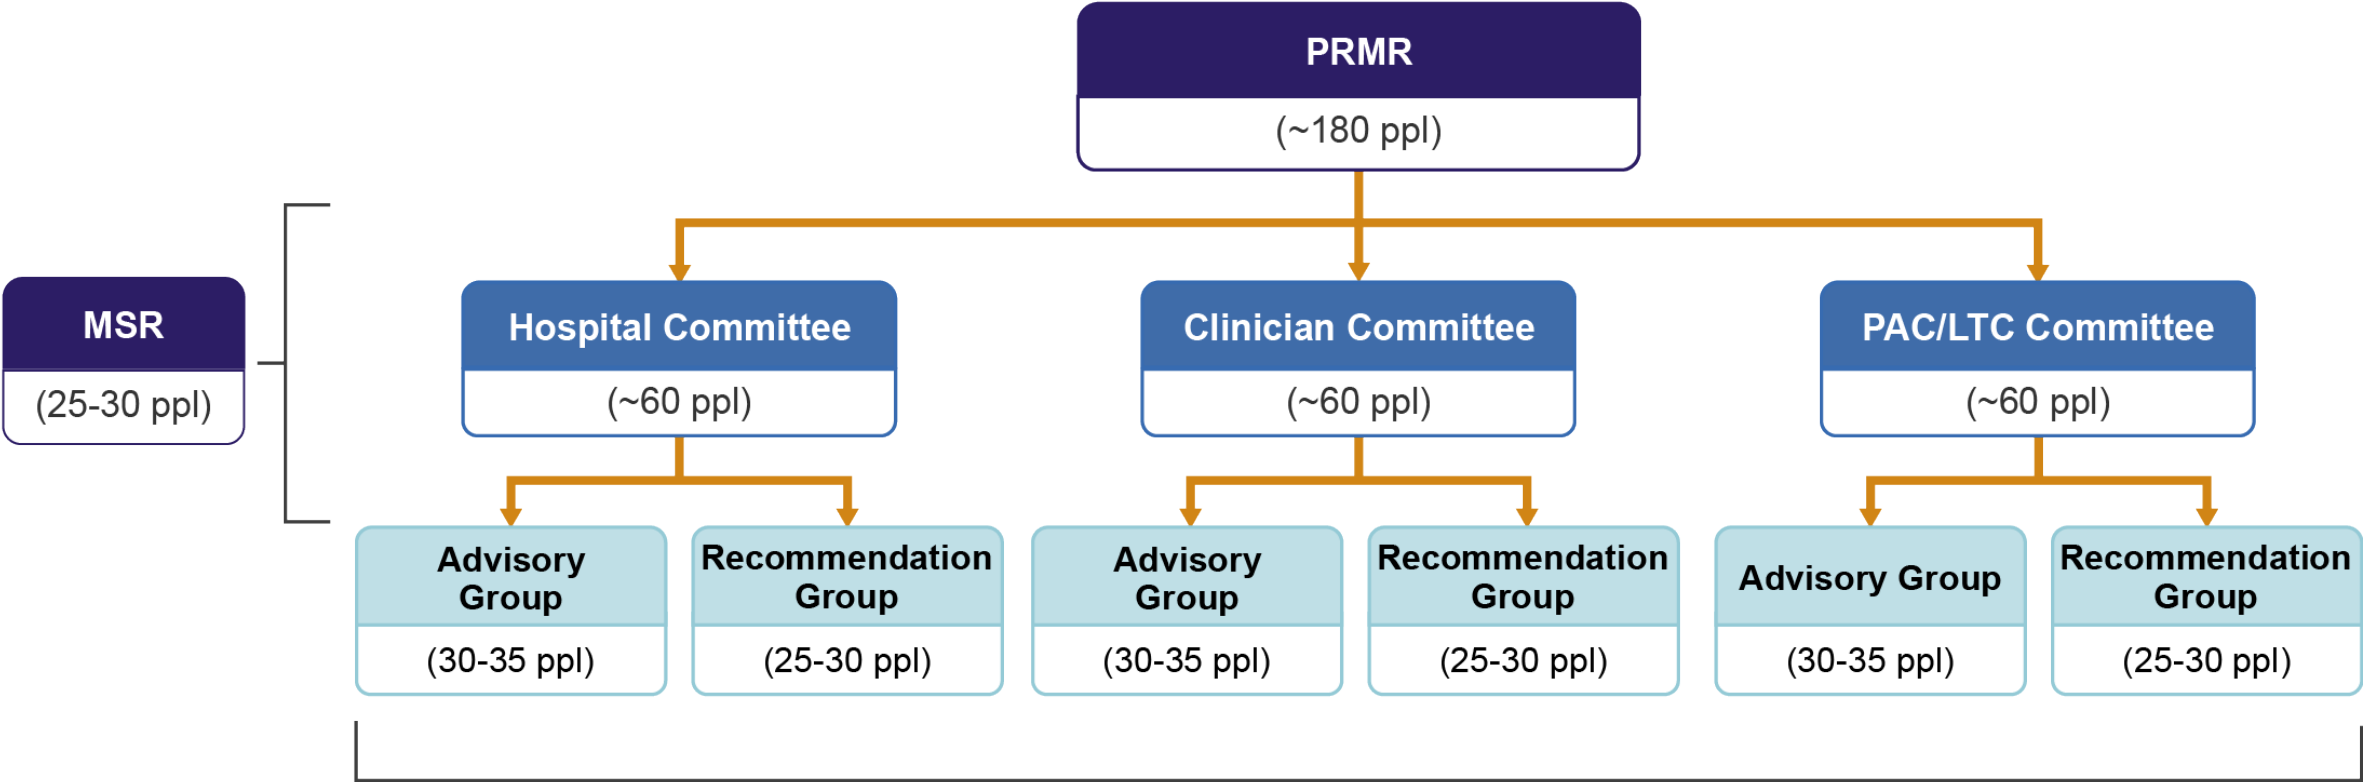 PRMR
(~180 ppl)
MSR
(25-30 ppl)
Hospital Committee
(~60 ppl)
Clinician Committee
(~60 ppl)
PAC/LTC Committee
(~60 ppl)
Advisory
Group
(30-35 ppl)
Recommendation
Group
(25-30 ppl)
Advisory
Group
(30-35 ppl)
Recommendation
Group
(25-30 ppl)
Advisory Group
(30-35 ppl)
Recommendation
Group
(25-30 ppl)